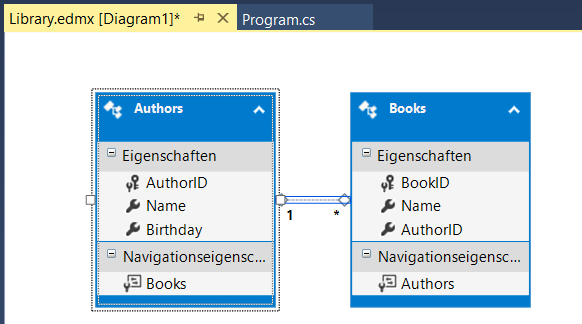 Library.edmx [Diagram1]*
Program.cs
Authors
Eigenschaften
AuthorID
Name
Birthday
Navigationseigensc...
Books
1
*
Books
Eigenschaften
BookID
Name
AuthorID
Navigationseigensc...
Authors